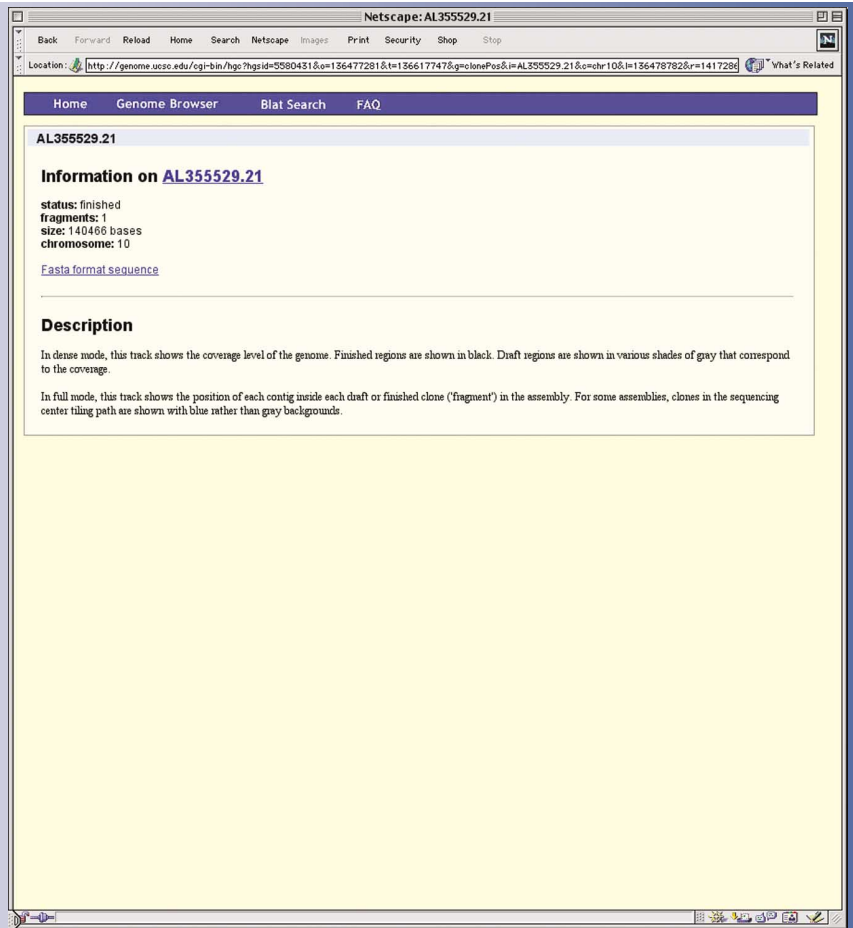 Netscape: AL355529.21
Back Forward Reload Home Search Netscape Images Print Security Shop Stop
Location: http://genome.ucsc.edu/cgi-bin/hgc?hgsid=5580431&o=136477281&t=136617747&g=clonePos&i=AL355529.21&c=chr10&l=136478782&r=1417286 What's Related
Home Genome Browser Blat Search FAQ
AL355529.21
Information on AL355529.21
status: finished
fragments: 1
size: 140466 bases
chromosome: 10
Fasta format sequence
Description
In dense mode, this track shows the coverage level of the genome. Finished regions are shown in black. Draft regions are shown in various shades of gray that correspond
to the coverage.
In full mode, this track shows the position of each contig inside each draft or finished clone ('fragment') in the assembly. For some assemblies, clones in the sequencing
center tiling path are shown with blue rather than gray backgrounds.